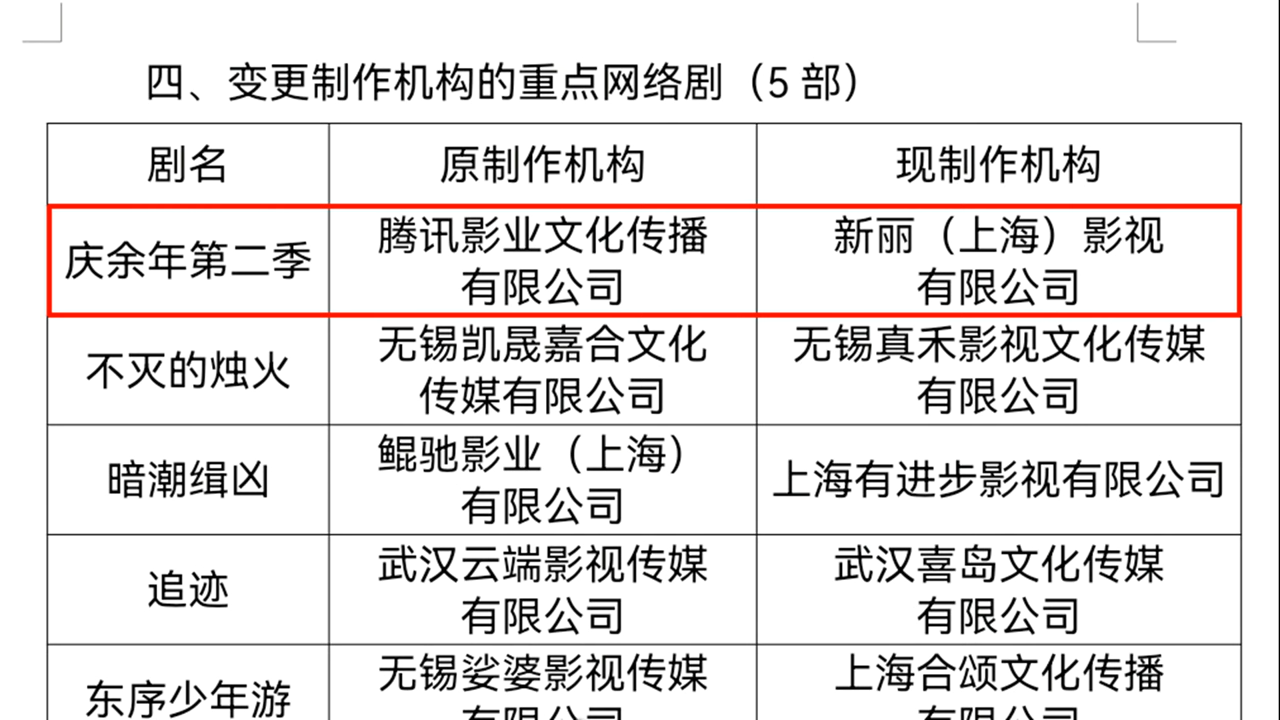 四、变更制作机构的重点网络剧（5 部）
剧名 原制作机构 现制作机构
庆余年第二季
腾讯影业文化传播
有限公司
新丽（上海）影视
有限公司
不灭的烛火
无锡凯晟嘉合文化
传媒有限公司
无锡真禾影视文化传媒
有限公司
暗潮缉凶
鲲驰影业（上海）
有限公司
上海有进步影视有限公司
追迹
武汉云端影视传媒
有限公司
武汉喜岛文化传媒
有限公司
东序少年游
无锡娑婆影视传媒
有限公司
上海合颂文化传播
有限公司